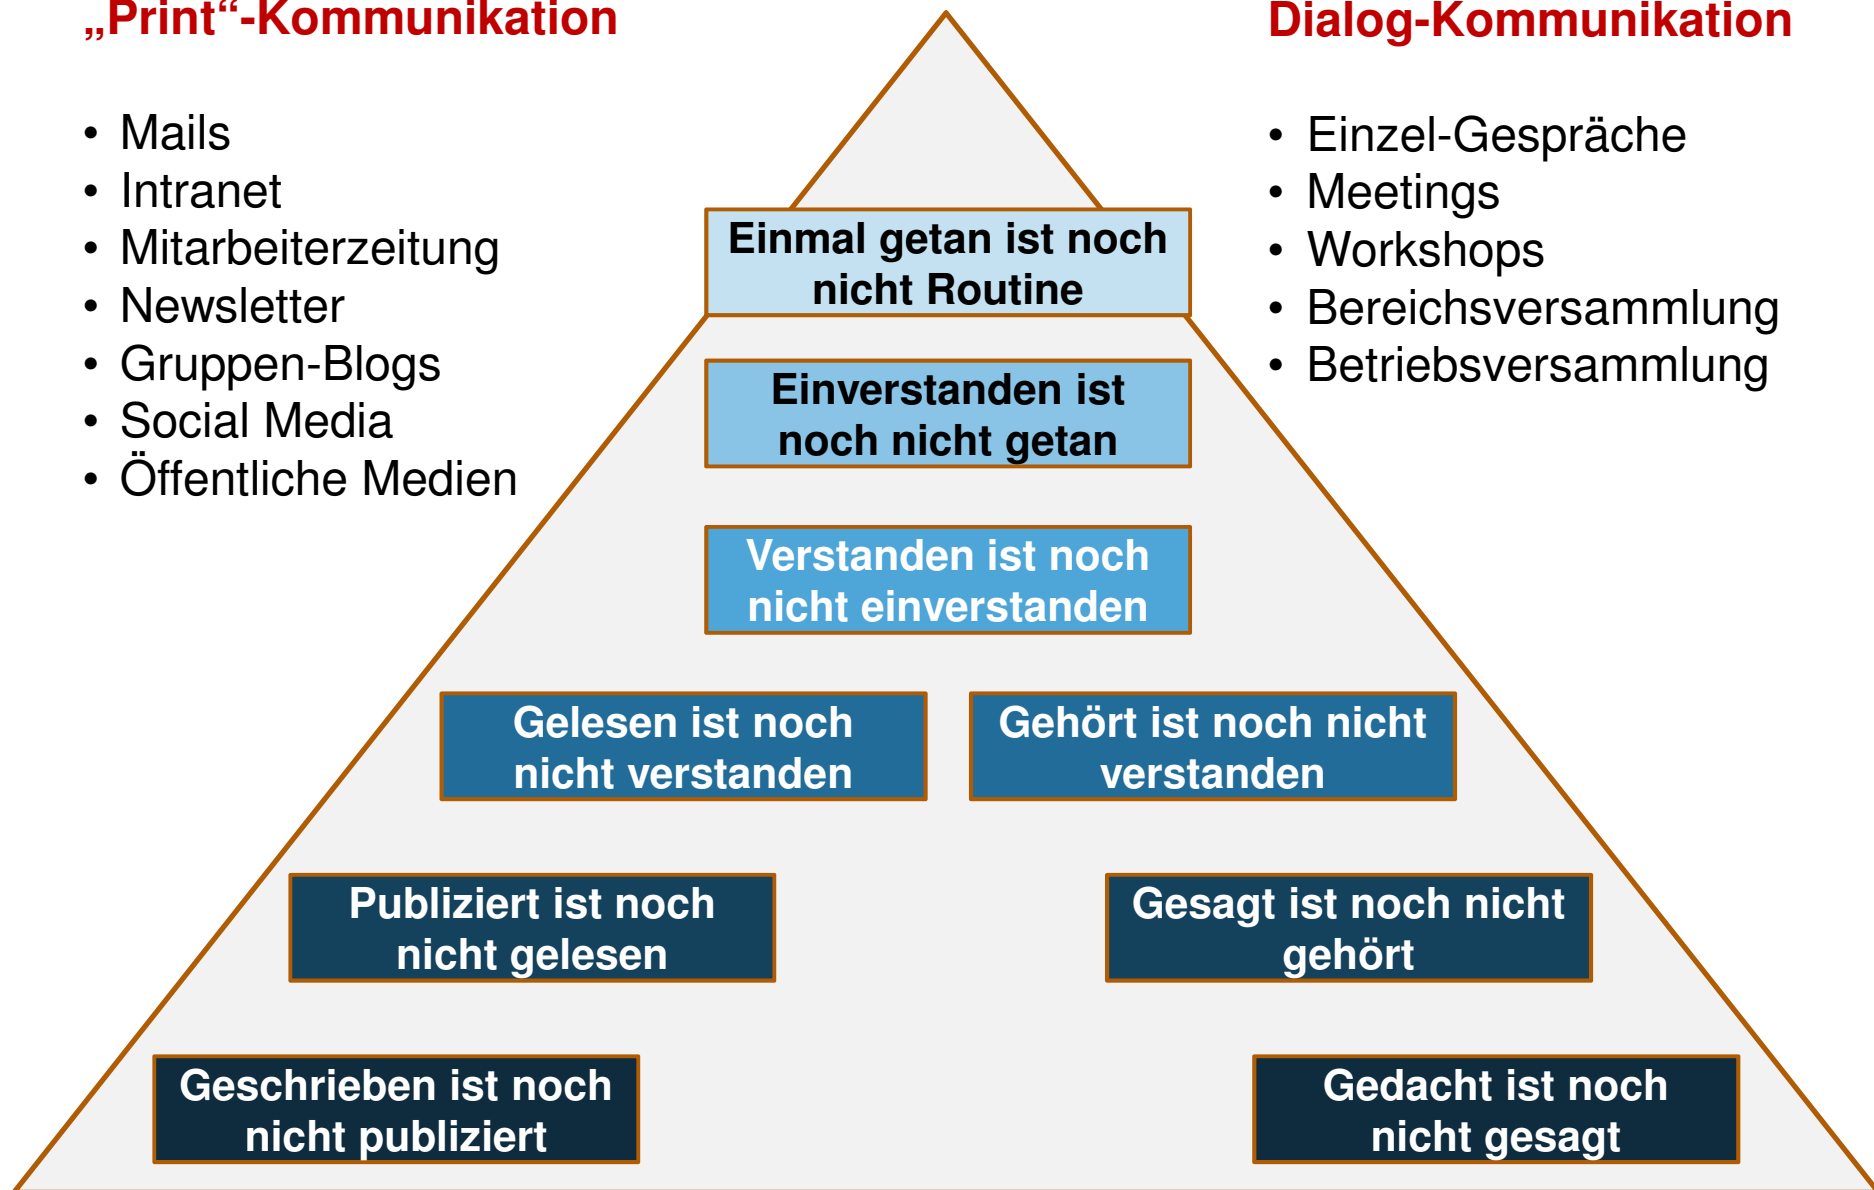 „Print“-Kommunikation
• Mails
• Intranet
• Mitarbeiterzeitung
• Newsletter
• Gruppen-Blogs
• Social Media
• Öffentliche Medien
Dialog-Kommunikation
• Einzel-Gespräche
• Meetings
• Workshops
• Bereichsversammlung
• Betriebsversammlung
Einmal getan ist noch
nicht Routine
Einverstanden ist
noch nicht getan
Verstanden ist noch
nicht einverstanden
Gelesen ist noch
nicht verstanden
Gehört ist noch nicht
verstanden
Publiziert ist noch
nicht gelesen
Gesagt ist noch nicht
gehört
Geschrieben ist noch
nicht publiziert
Gedacht ist noch
nicht gesagt